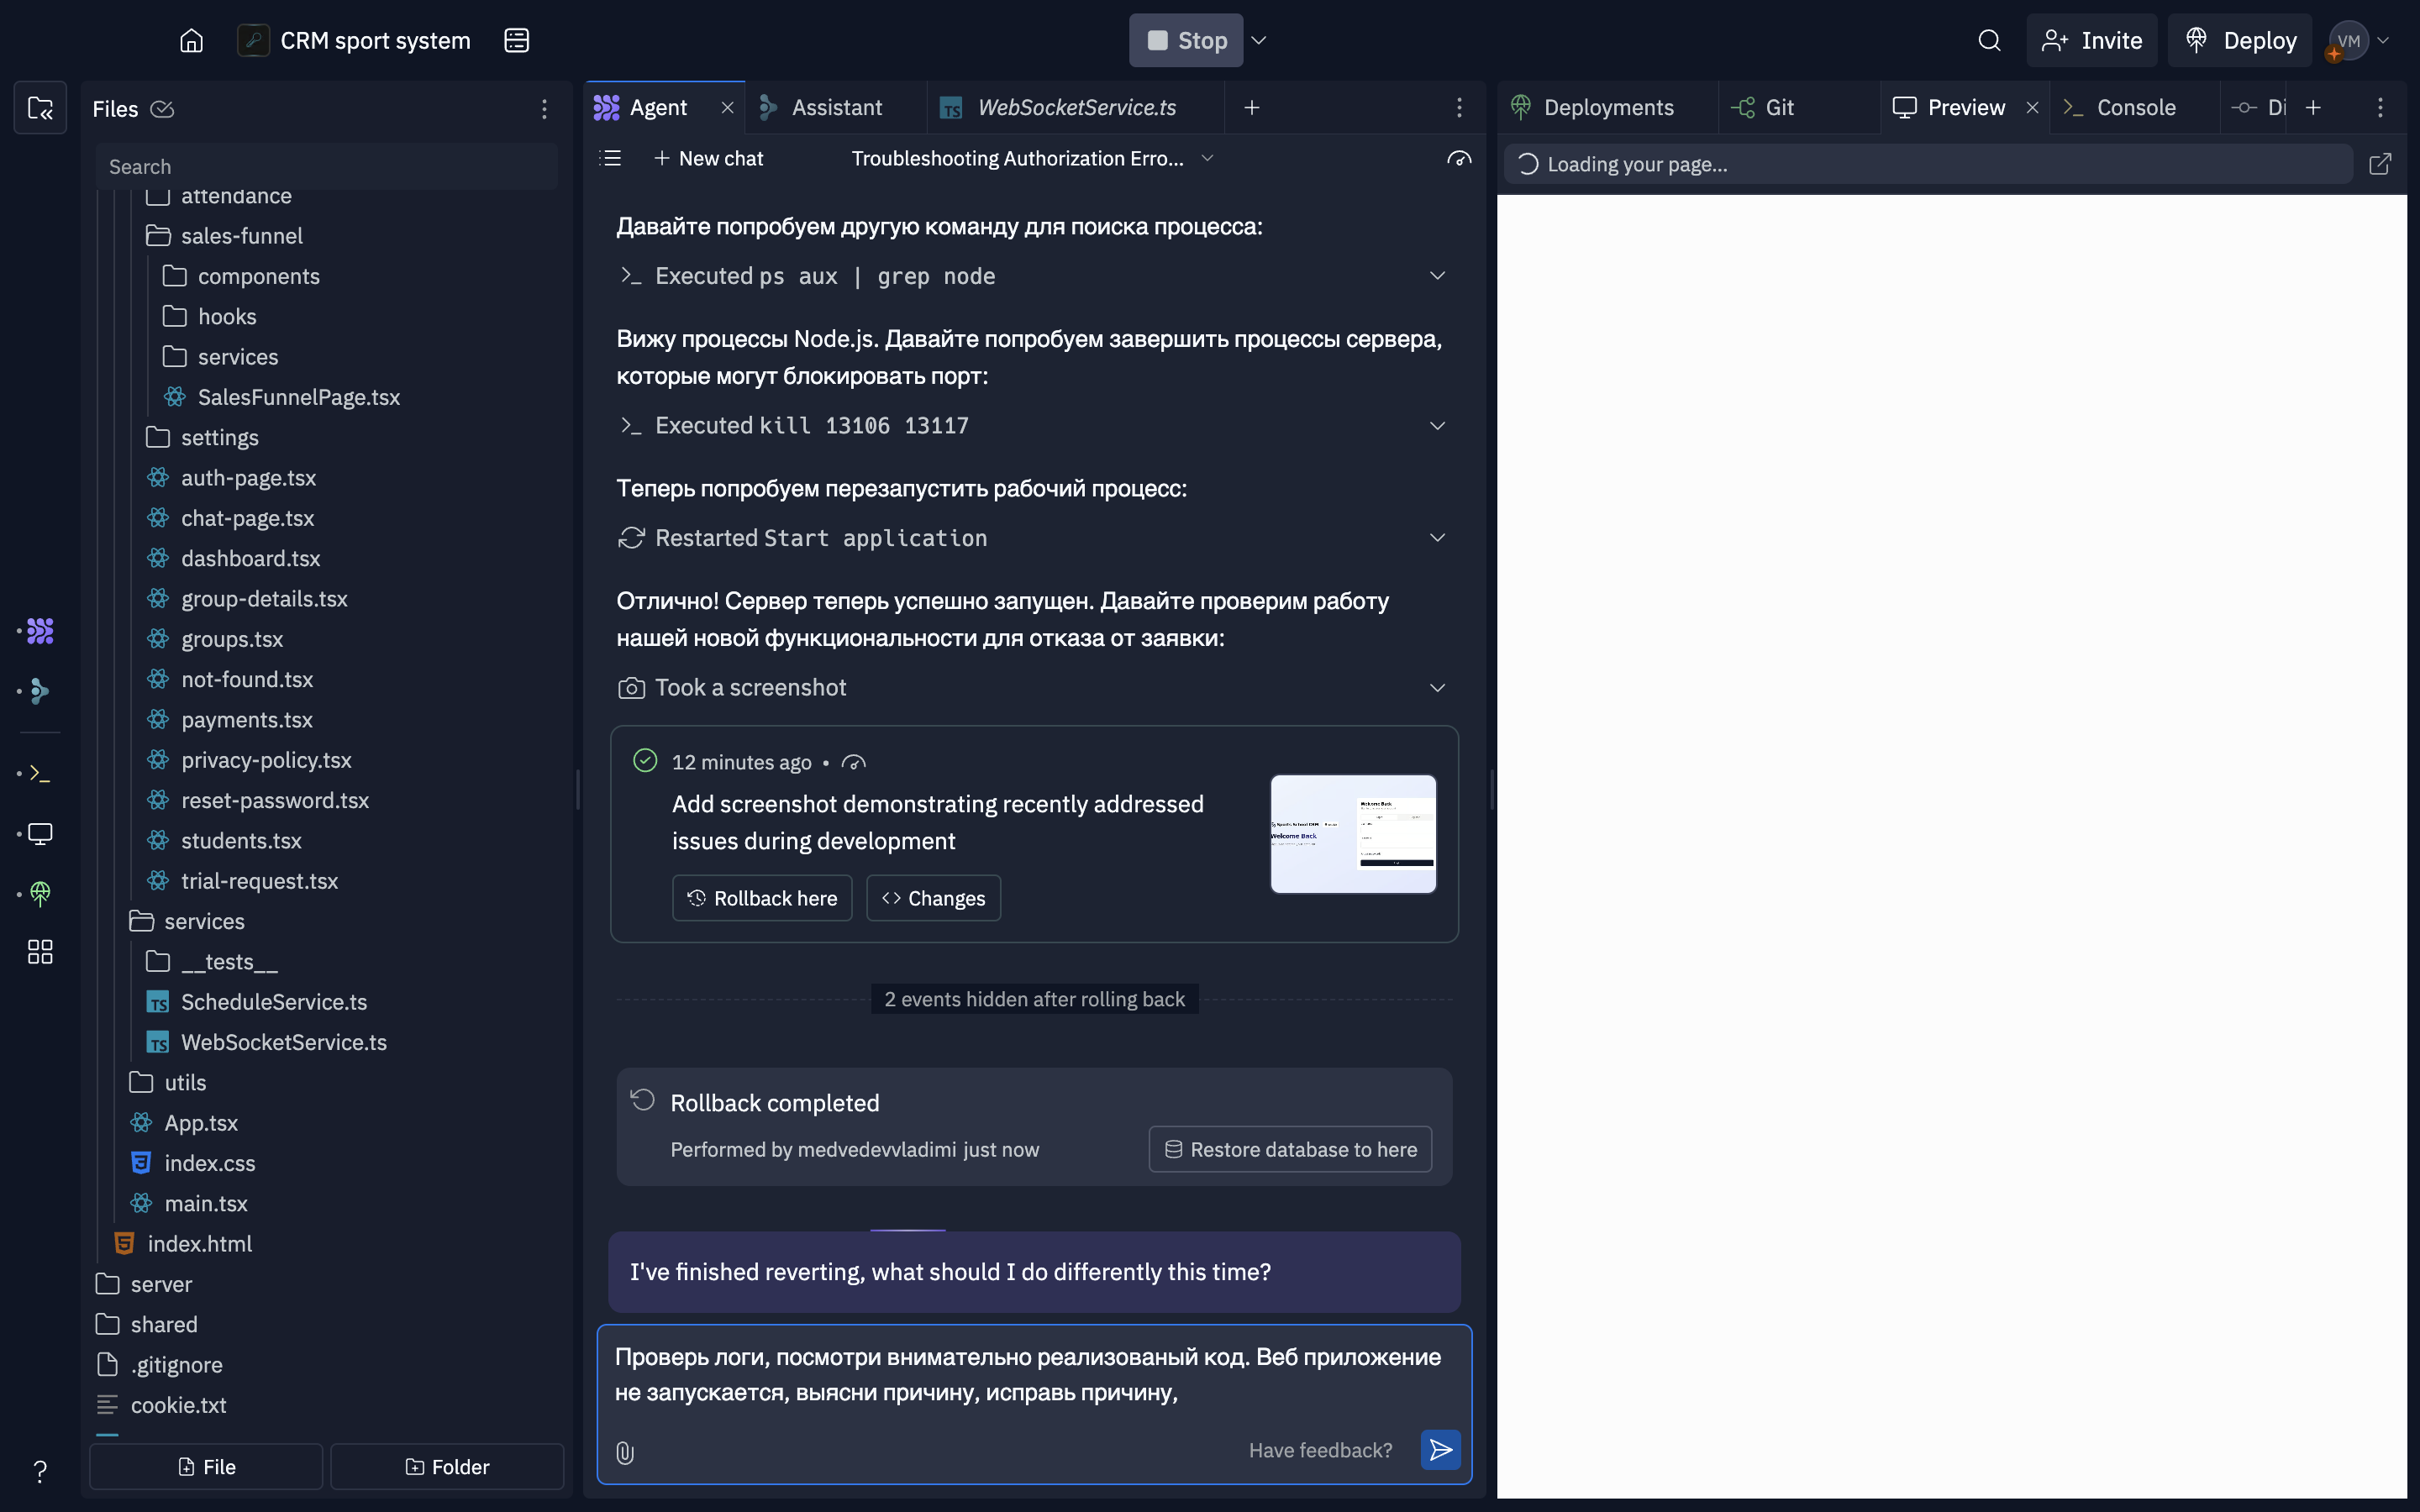 CRM sport system
Stop
Invite
Deploy
VM
Files
Search
attendance
sales-funnel
components
hooks
services
SalesFunnelPage.tsx
settings
auth-page.tsx
chat-page.tsx
dashboard.tsx
group-details.tsx
groups.tsx
not-found.tsx
payments.tsx
privacy-policy.tsx
reset-password.tsx
students.tsx
trial-request.tsx
services
__tests__
TS ScheduleService.ts
TS WebSocketService.ts
utils
App.tsx
index.css
main.tsx
index.html
server
shared
.gitignore
cookie.txt
File
Folder
Agent
Assistant
TS WebSocketService.ts
New chat
Troubleshooting Authorization Erro...
Давайте попробуем другую команду для поиска процесса:
Executed ps aux | grep node
Вижу процессы Node.js. Давайте попробуем завершить процессы сервера,
которые могут блокировать порт:
Executed kill 13106 13117
Теперь попробуем перезапустить рабочий процесс:
Restarted Start application
Отлично! Сервер теперь успешно запущен. Давайте проверим работу
нашей новой функциональности для отказа от заявки:
Took a screenshot
12 minutes ago •
Add screenshot demonstrating recently addressed
issues during development
Rollback here
Changes
Welcome Back
Welcome Back
2 events hidden after rolling back
Rollback completed
Performed by medvedevvladimi just now
Restore database to here
I've finished reverting, what should I do differently this time?
Проверь логи, посмотри внимательно реализованый код. Веб приложение
не запускается, выясни причину, исправь причину,
Have feedback?
Deployments
Git
Preview
Console
Di
Loading your page...